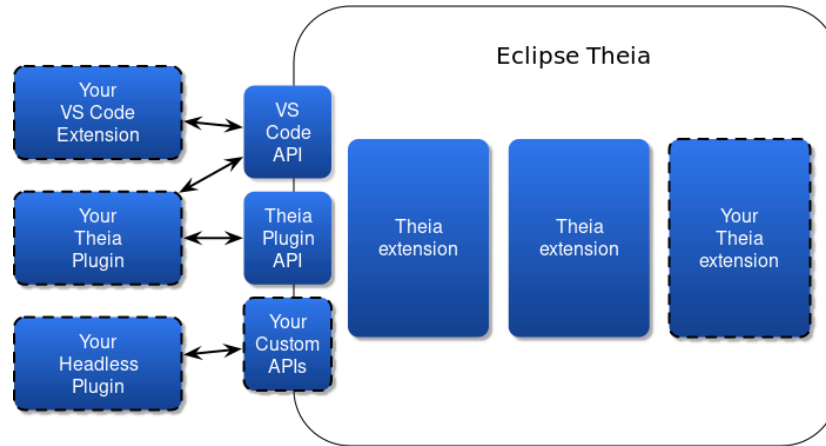 Eclipse Theia
Your
VS Code
Extension
VS
Code
API
Your
Theia
Plugin
Theia
Plugin
API
Your
Headless
Plugin
Your
Custom
APIs
Theia
extension
Theia
extension
Your
Theia
extension